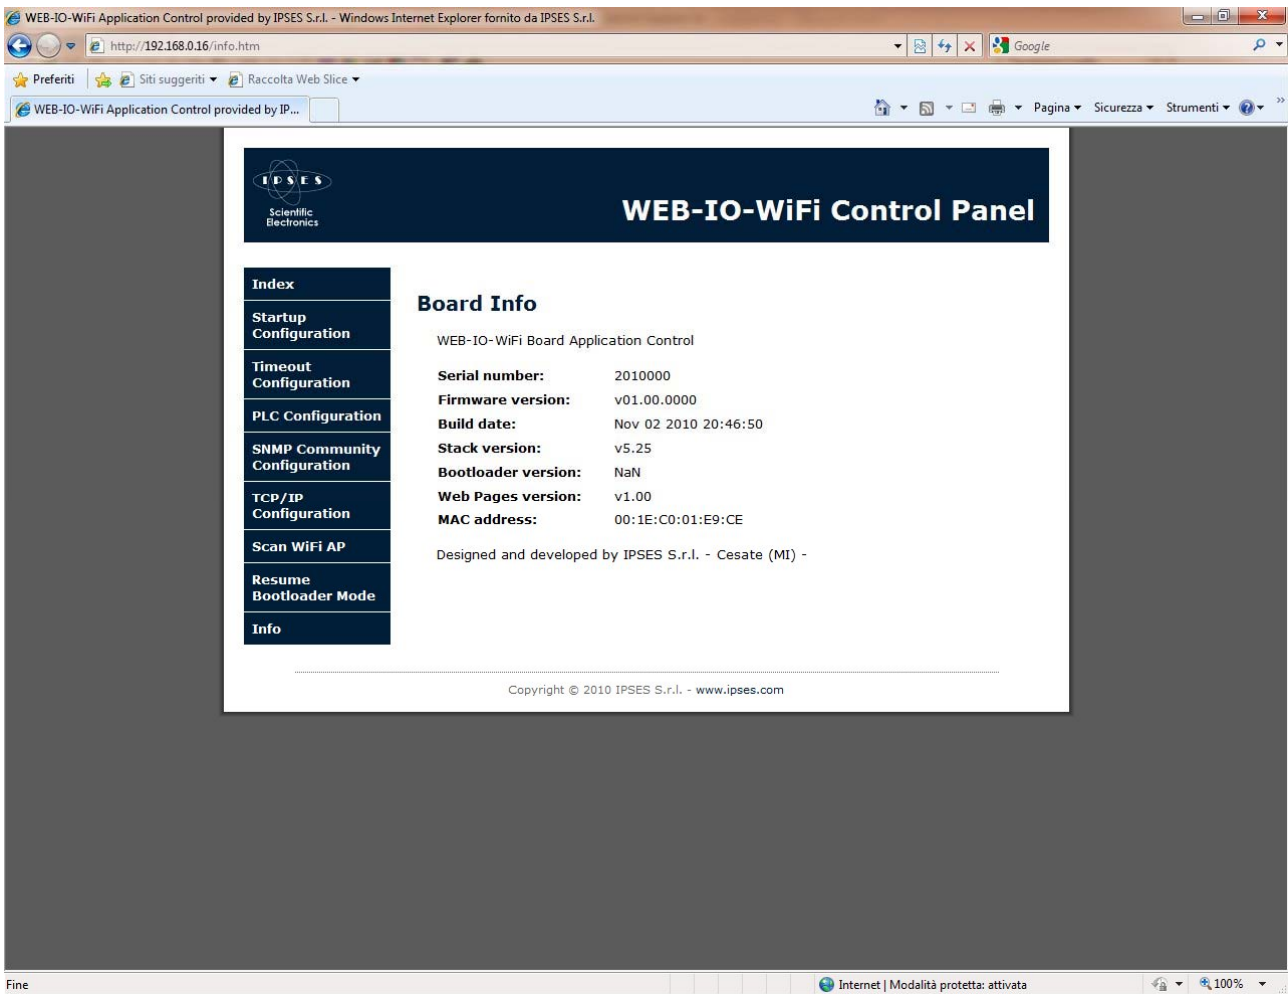 WEB-IO-WiFi Application Control provided by IPSES S.r.l. - Windows Internet Explorer fornito da IPSES S.r.l.
http://192.168.0.16/info.htm
Google
Preferiti
Siti suggeriti
Raccolta Web Slice
WEB-IO-WiFi Application Control provided by IP...
Pagina
Sicurezza
Strumenti
IPSES
Scientific
Electronics
WEB-IO-WiFi Control Panel
Index
Startup
Configuration
Timeout
Configuration
PLC Configuration
SNMP Community
Configuration
TCP/IP
Configuration
Scan WiFi AP
Resume
Bootloader Mode
Info
Board Info
WEB-IO-WiFi Board Application Control
Serial number: 2010000
Firmware version: v01.00.0000
Build date: Nov 02 2010 20:46:50
Stack version: v5.25
Bootloader version: NaN
Web Pages version: v1.00
MAC address: 00:1E:C0:01:E9:CE
Designed and developed by IPSES S.r.l. - Cesate (MI) -
Copyright © 2010 IPSES S.r.l. - www.ipses.com
Fine
Internet | Modalità protetta: attivata
100%